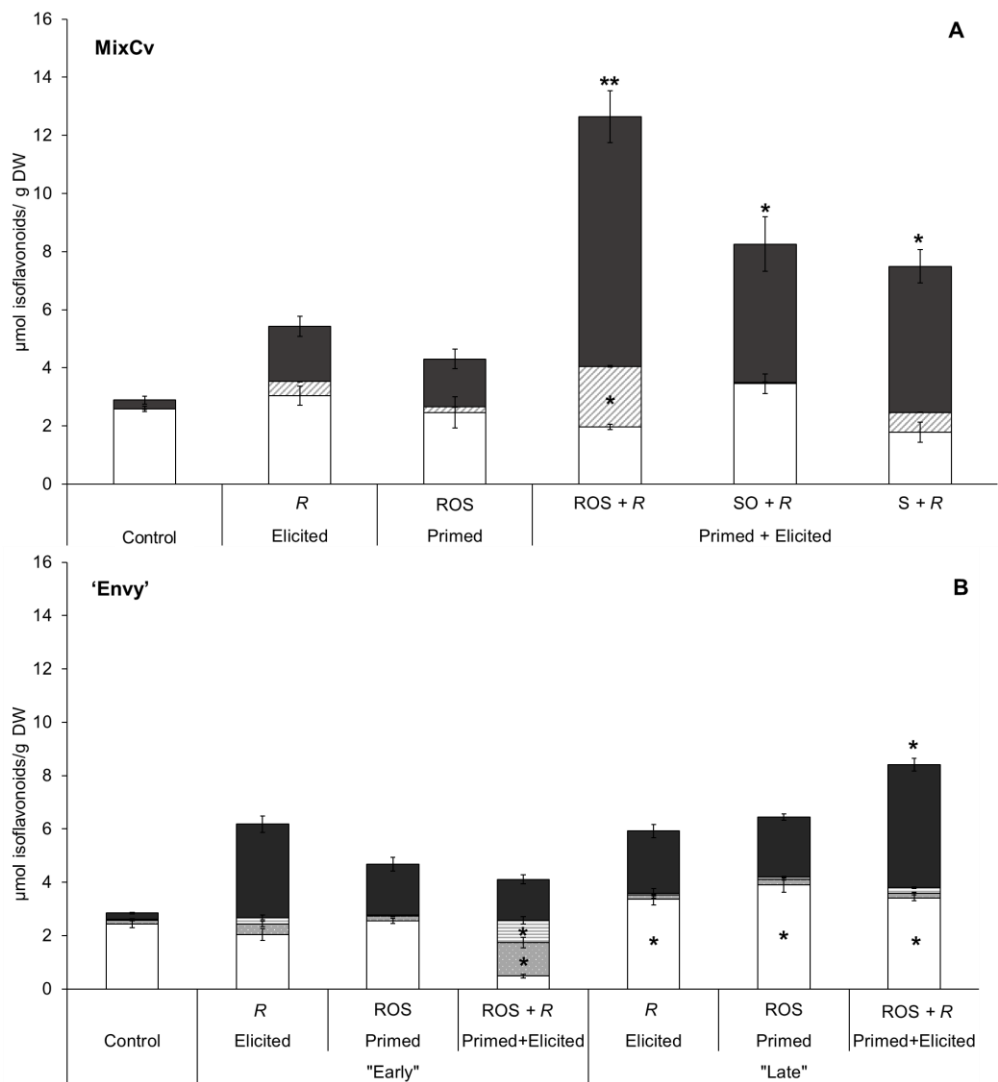 MixCv
A
µmol isoflavonoids/ g DW
16
14
12
10
8
6
4
2
0
**
*
*
*
R
ROS
ROS + R
SO + R
S + R
Control
Elicited
Primed
Primed + Elicited
‘Envy’
B
µmol isoflavonoids/g DW
16
14
12
10
8
6
4
2
0
*
*
*
*
*
*
R
ROS
ROS + R
R
ROS
ROS + R
Control
Elicited
Primed
Primed+Elicited
Elicited
Primed
Primed+Elicited
"Early"
"Late"